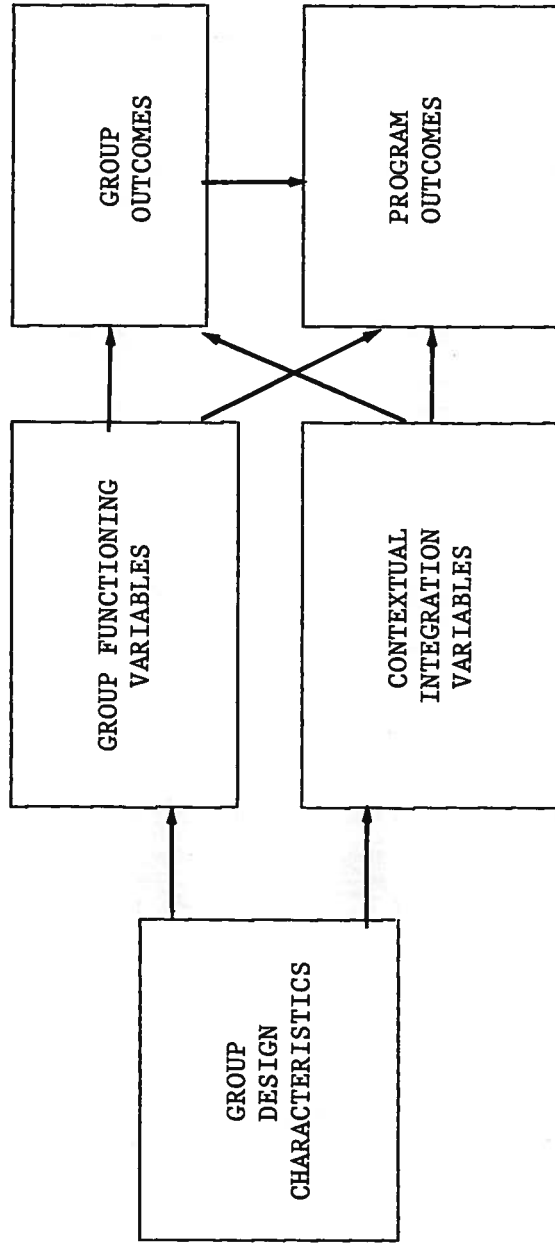 GROUP
DESIGN
CHARACTERISTICS
GROUP FUNCTIONING
VARIABLES
CONTEXTUAL
INTEGRATION
VARIABLES
GROUP
OUTCOMES
PROGRAM
OUTCOMES